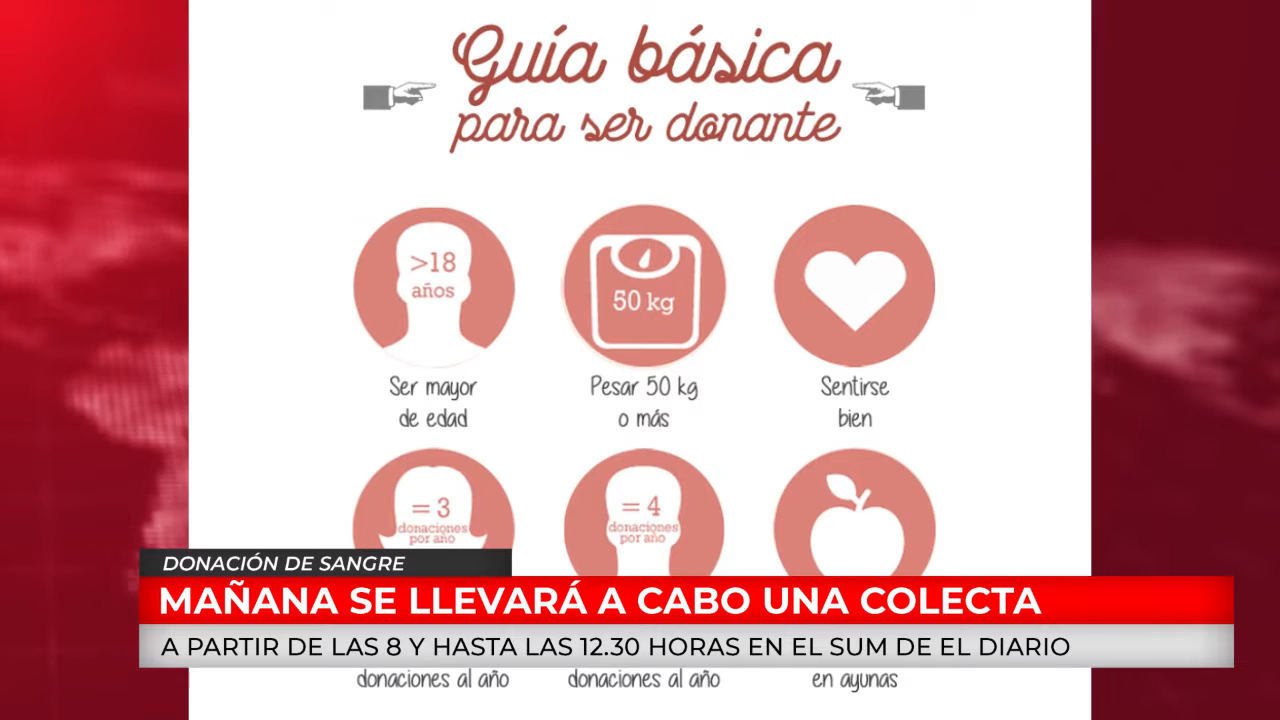 Guía básica
para ser donante
>18
años
50 kg
Ser mayor
de edad
Pesar 50 kg
o más
Sentirse
bien
= 3
donaciones
por año
= 4
donaciones
por año
DONACIÓN DE SANGRE
MAÑANA SE LLEVARÁ A CABO UNA COLECTA
A PARTIR DE LAS 8 Y HASTA LAS 12.30 HORAS EN EL SUM DE EL DIARIO
donaciones al año
donaciones al año
en ayunas